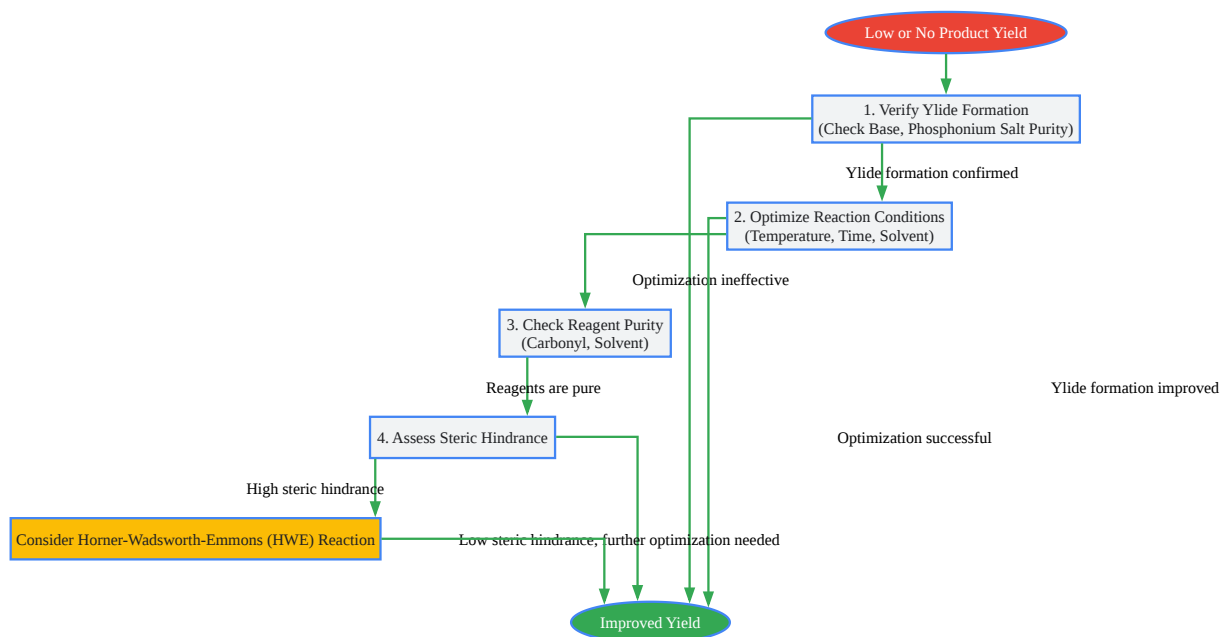 Low or No Product Yield
1. Verify Ylide Formation
(Check Base, Phosphonium Salt Purity)
Ylide formation confirmed
2. Optimize Reaction Conditions
(Temperature, Time, Solvent)
Optimization ineffective
3. Check Reagent Purity
(Carbonyl, Solvent)
Reagents are pure
Ylide formation improved
4. Assess Steric Hindrance
Optimization successful
High steric hindrance
Consider Horner-Wadsworth-Emmons (HWE) Reaction
Low steric hindrance, further optimization needed
Improved Yield